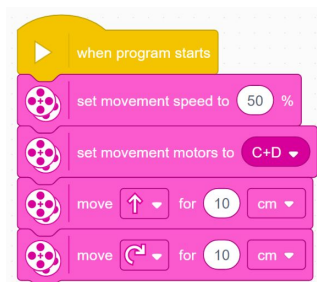 when program starts
set movement speed to 50 %
set movement motors to C+D
move for 10 cm
move for 10 cm